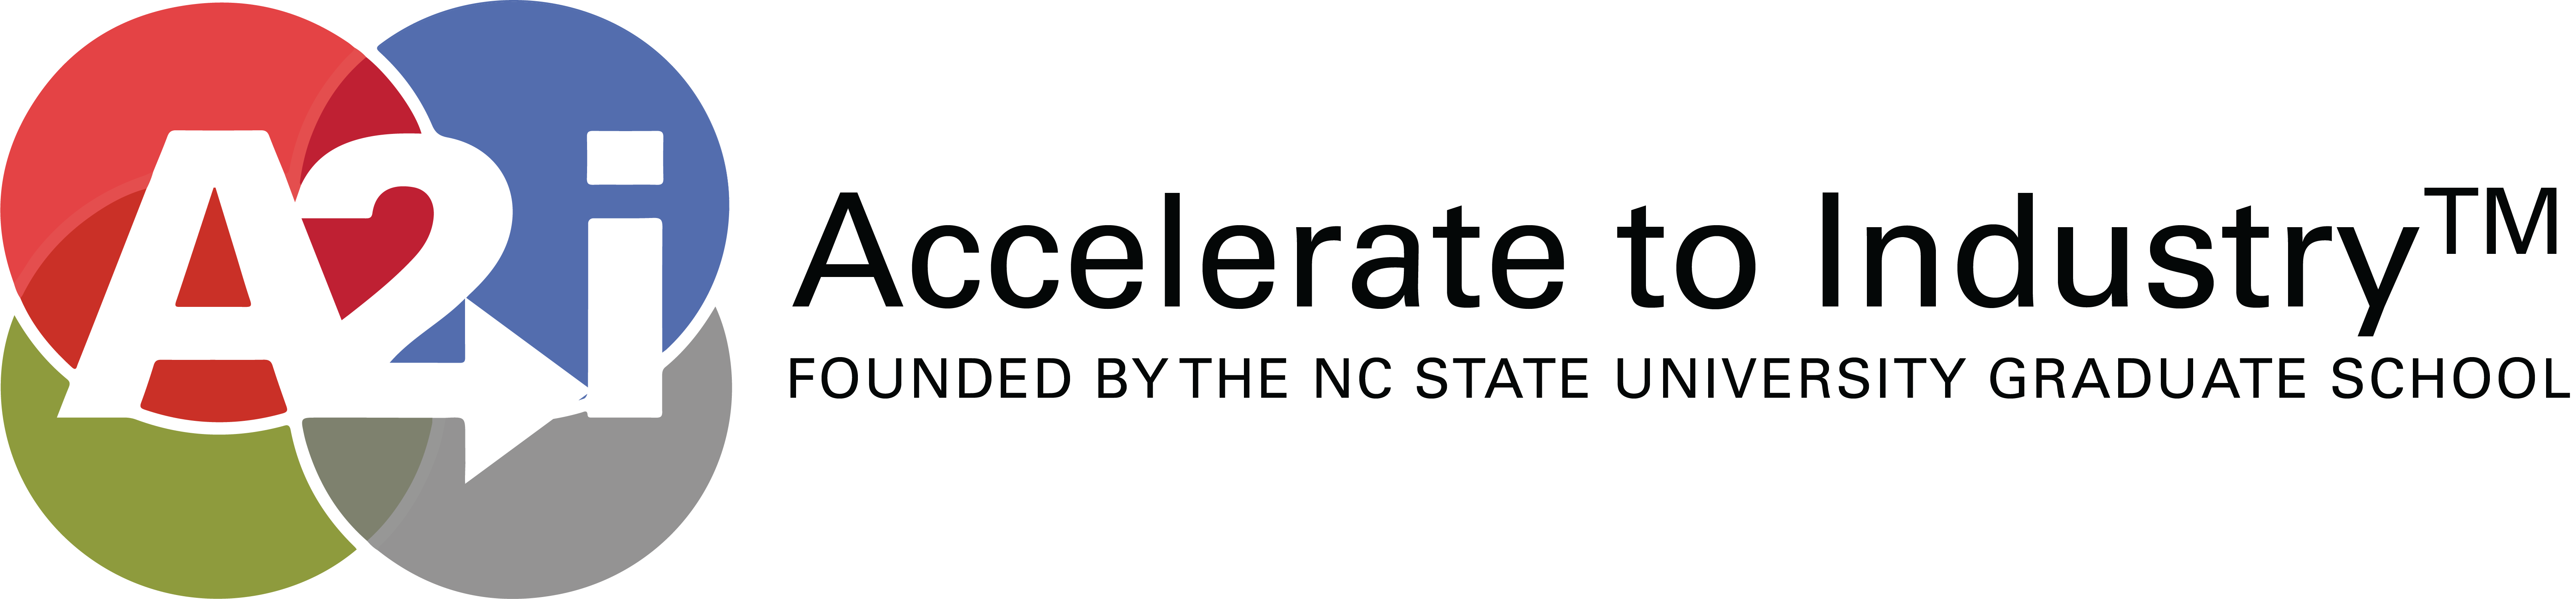 A2i
Accelerate to Industry™
FOUNDED BY THE NC STATE UNIVERSITY GRADUATE SCHOOL